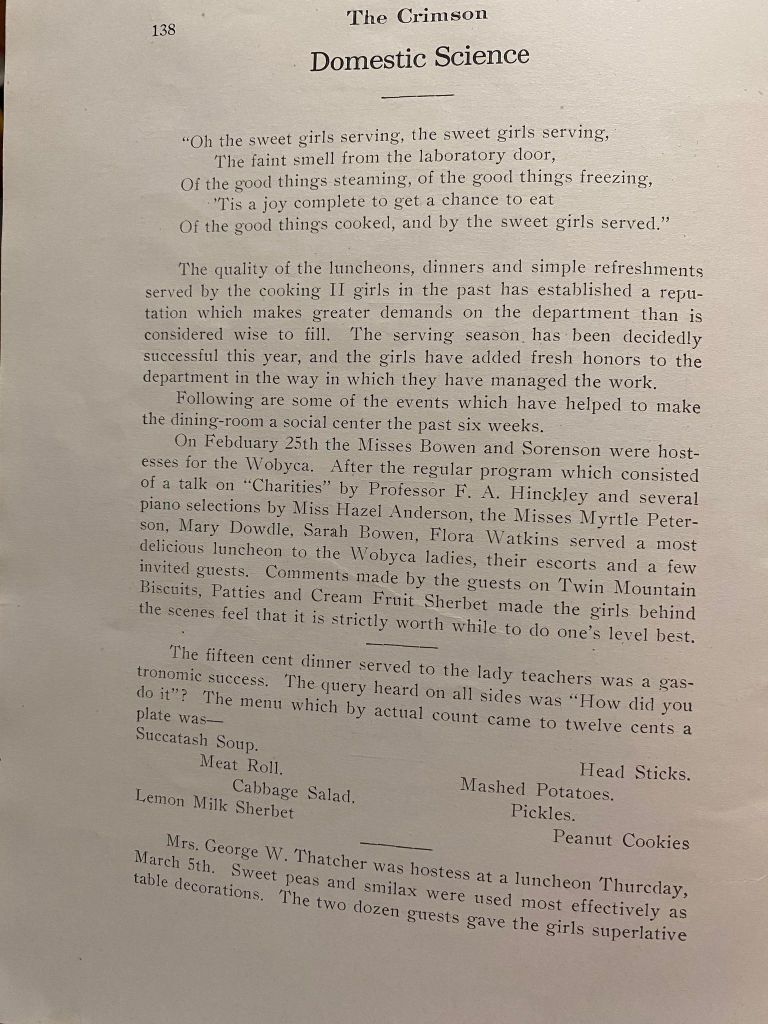 138
The Crimson
Domestic Science
"Oh the sweet girls serving, the sweet girls serving,
The faint smell from the laboratory door,
Of the good things steaming, of the good things freezing,
'Tis a joy complete to get a chance to eat
Of the good things cooked, and by the sweet girls served."
The quality of the luncheons, dinners and simple refreshments
served by the cooking II girls in the past has established a repu-
tation which makes greater demands on the department than is
considered wise to fill. The serving season has been decidedly
successful this year, and the girls have added fresh honors to the
department in the way in which they have managed the work.
Following are some of the events which have helped to make
the dining-room a social center the past six weeks.
On Febduary 25th the Misses Bowen and Sorenson were host-
esses for the Wobyca. After the regular program which consisted
of a talk on "Charities" by Professor F. A. Hinckley and several
piano selections by Miss Hazel Anderson, the Misses Myrtle Peter-
son, Mary Dowdle, Sarah Bowen, Flora Watkins served a most
delicious luncheon to the Wobyca ladies, their escorts and a few
invited guests. Comments made by the guests on Twin Mountain
Biscuits, Patties and Cream Fruit Sherbet made the girls behind
the scenes feel that it is strictly worth while to do one's level best.
The fifteen cent dinner served to the lady teachers was a gas-
tronomic success. The query heard on all sides was "How did you
do it"? The menu which by actual count came to twelve cents a
plate was—
Succatash Soup.
Head Sticks.
Meat Roll.
Mashed Potatoes.
Cabbage Salad.
Pickles.
Lemon Milk Sherbet
Peanut Cookies
Mrs. George W. Thatcher was hostess at a luncheon Thurcday,
March 5th. Sweet peas and smilax were used most effectively as
table decorations. The two dozen guests gave the girls superlative